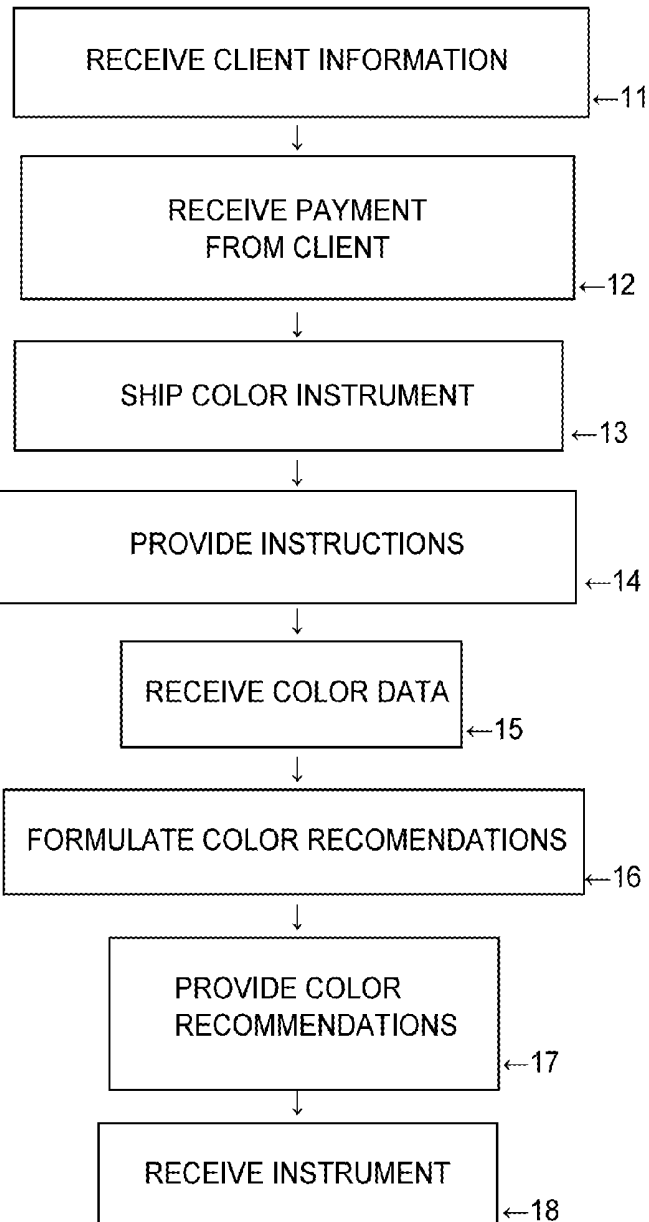 RECEIVE CLIENT INFORMATION
←11
↓
RECEIVE PAYMENT
FROM CLIENT
←12
↓
SHIP COLOR INSTRUMENT
←13
↓
PROVIDE INSTRUCTIONS
←14
↓
RECEIVE COLOR DATA
←15
↓
FORMULATE COLOR RECOMENDATIONS
←16
↓
PROVIDE COLOR
RECOMMENDATIONS
←17
↓
RECEIVE INSTRUMENT
←18